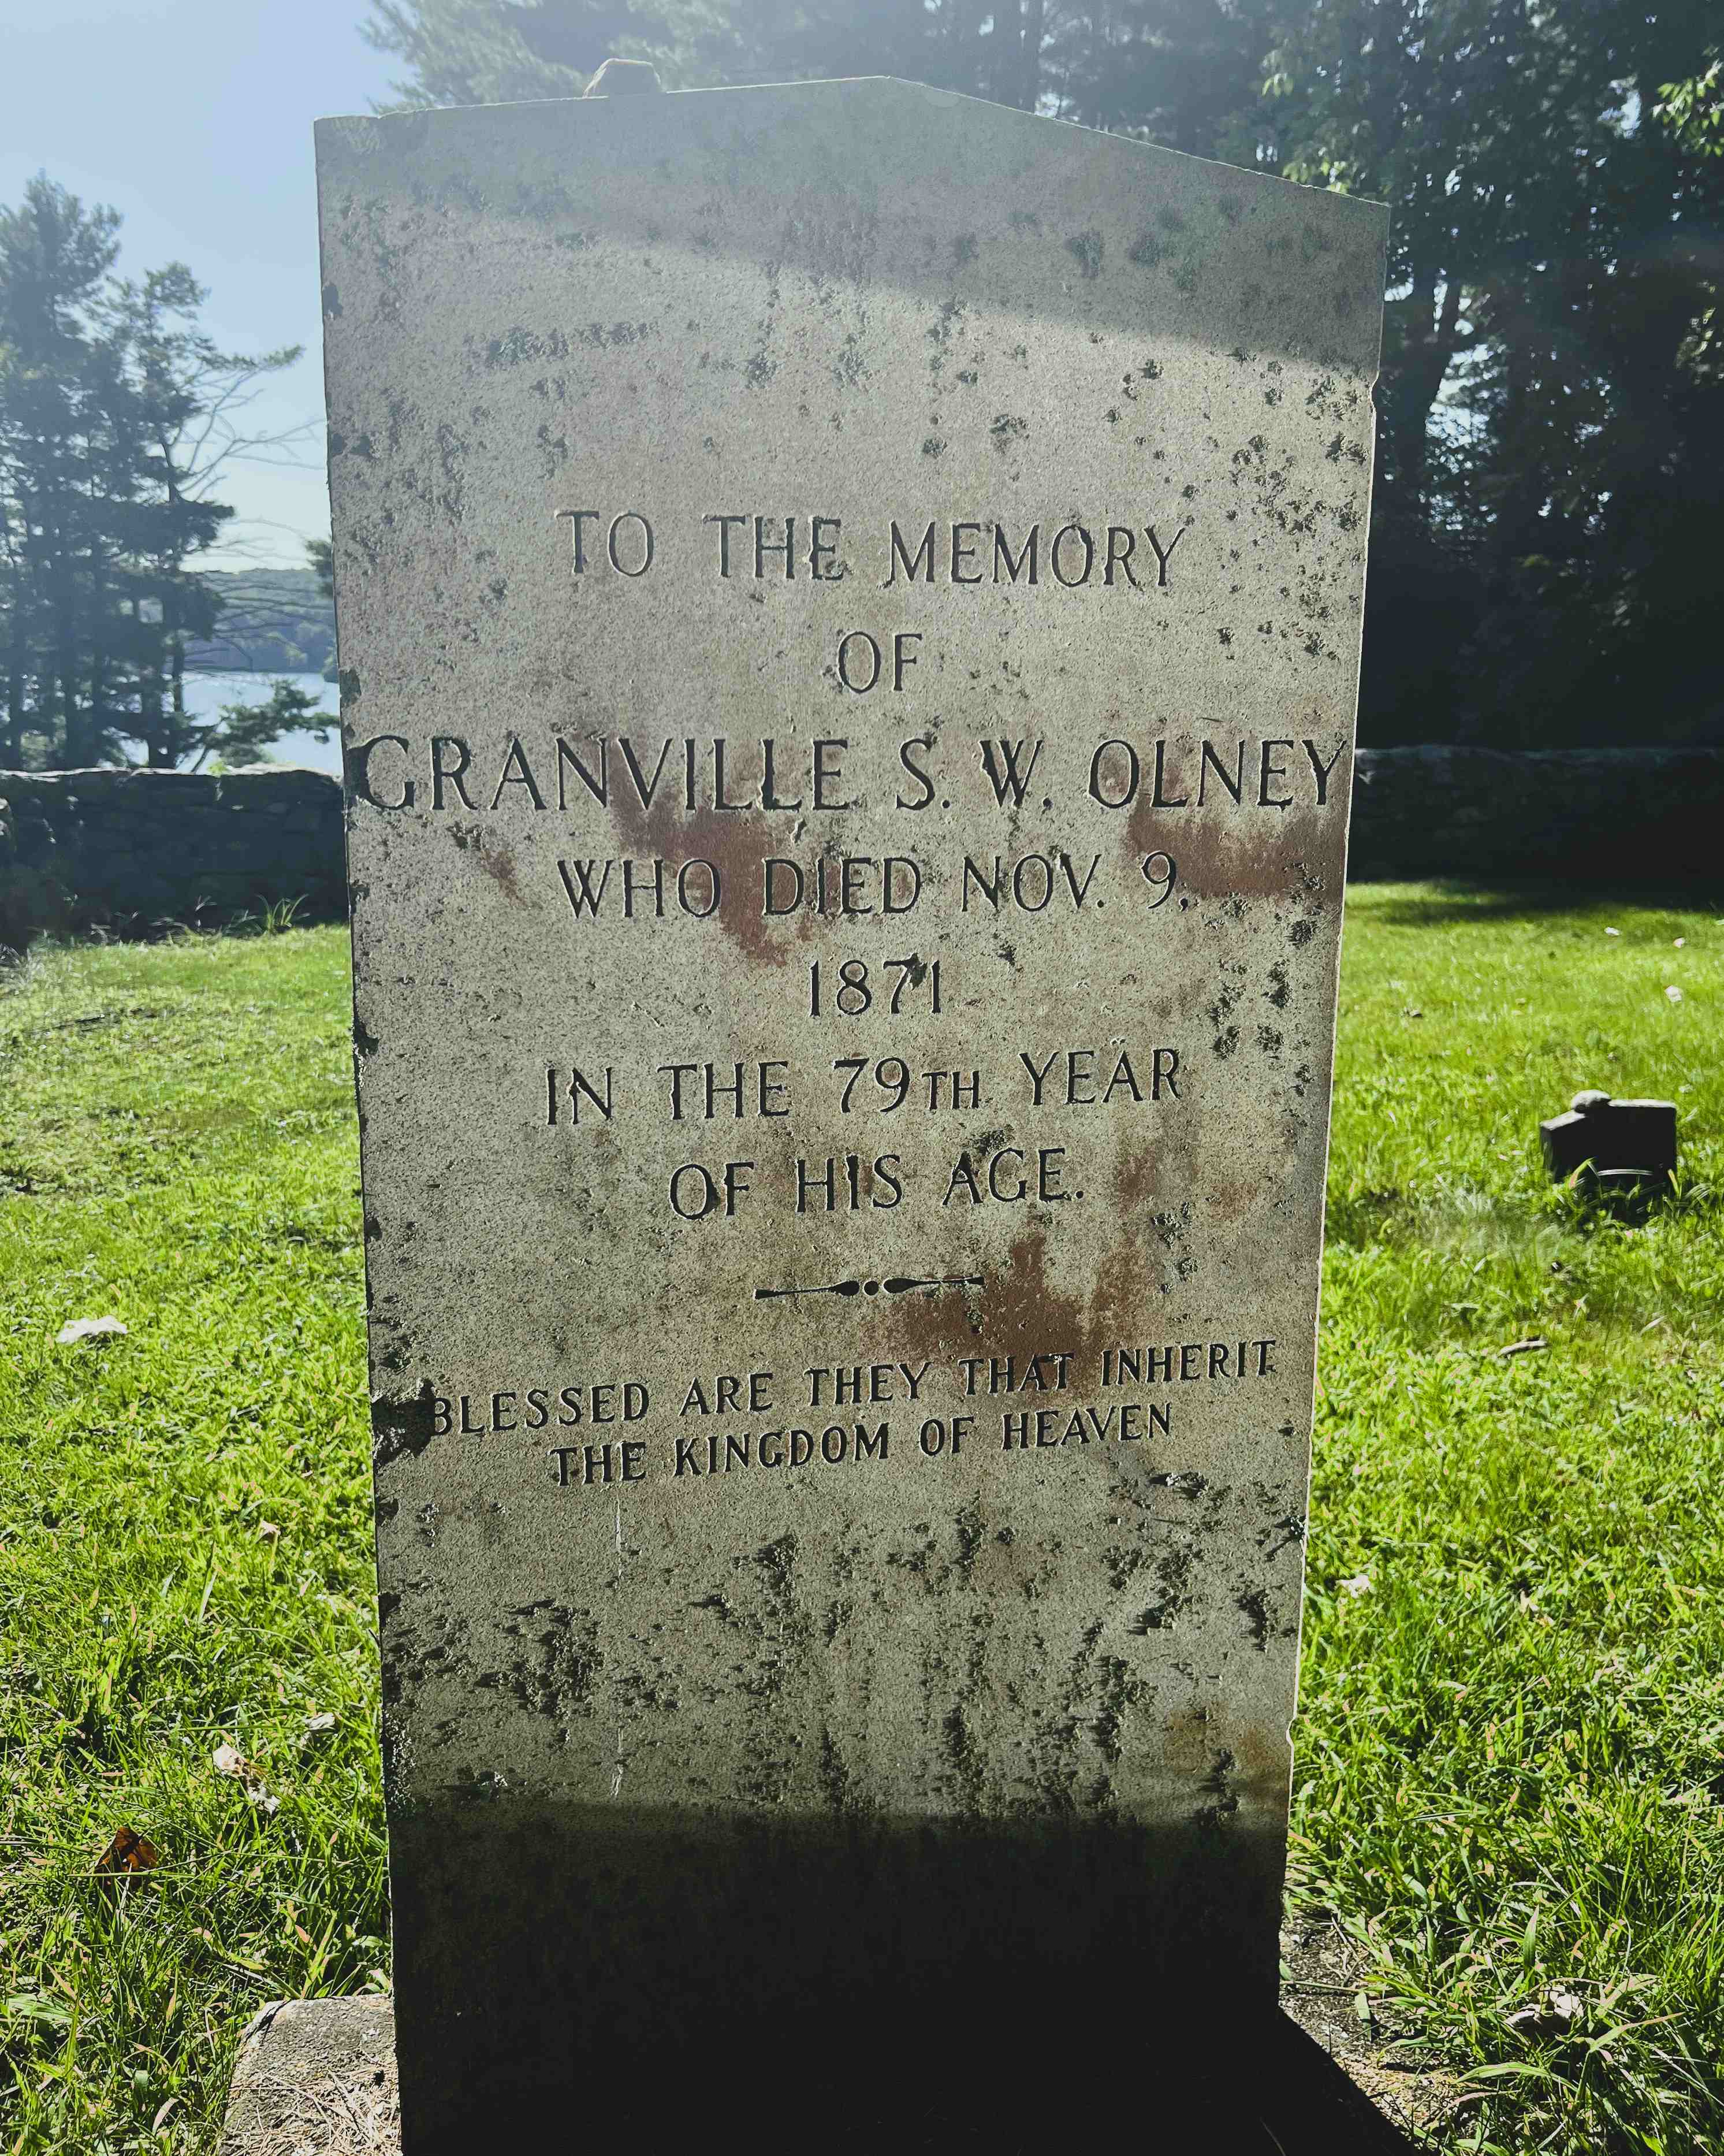 TO THE MEMORY
OF
GRANVILLE S. W. OLNEY
WHO DIED NOV. 9,
1871
IN THE 79TH YEAR
OF HIS AGE.
BLESSED ARE THEY THAT INHERIT
THE KINGDOM OF HEAVEN